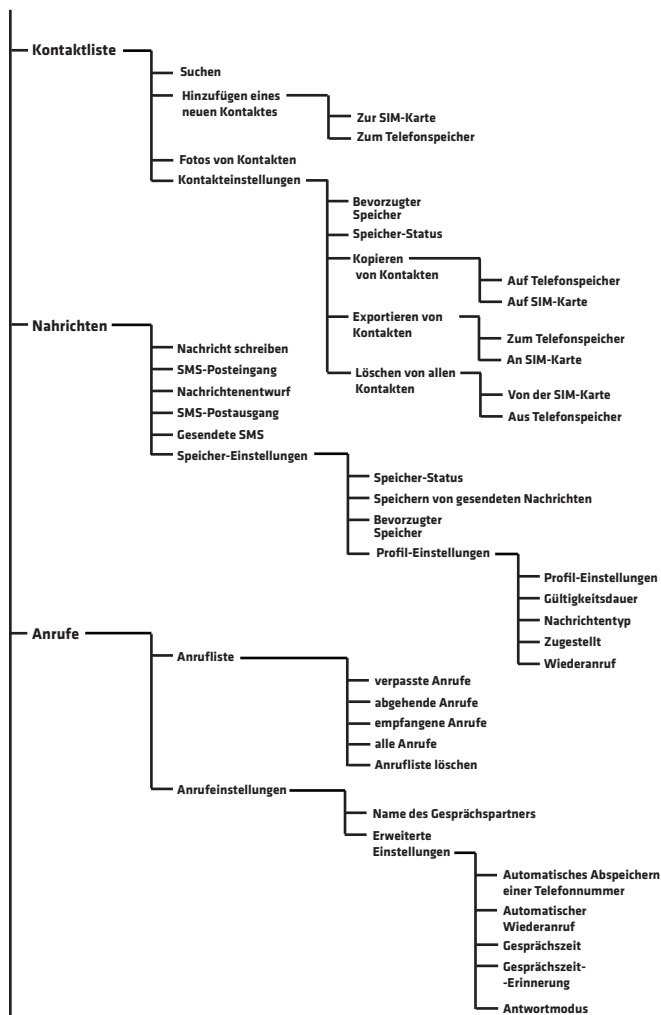 Kontaktliste
Suchen
Hinzufügen eines
neuen Kontaktes
Zur SIM-Karte
Zum Telefonspeicher
Fotos von Kontakten
Kontakteinstellungen
Bevorzugter
Speicher
Speicher-Status
Kopieren
von Kontakten
Auf Telefonspeicher
Auf SIM-Karte
Exportieren von
Kontakten
Zum Telefonspeicher
An SIM-Karte
Löschen von allen
Kontakten
Von der SIM-Karte
Aus Telefonspeicher
Nahrichten
Nachricht schreiben
SMS-Posteingang
Nachrichtenentwurf
SMS-Postausgang
Gesendete SMS
Speicher-Einstellungen
Speicher-Status
Speichern von gesendeten Nachrichten
Bevorzugter
Speicher
Profil-Einstellungen
Profil-Einstellungen
Gültigkeitsdauer
Nachrichtentyp
Zugestellt
Wiederanruf
Anrufe
Anrufliste
verpasste Anrufe
abgehende Anrufe
empfangene Anrufe
alle Anrufe
Anrufliste löschen
Anrufeinstellungen
Name des Gesprächspartners
Erweiterte
Einstellungen
Automatisches Abspeichern
einer Telefonnummer
Automatischer
Wiederanruf
Gesprächszeit
Gesprächszeit-
-Erinnerung
Antwortmodus